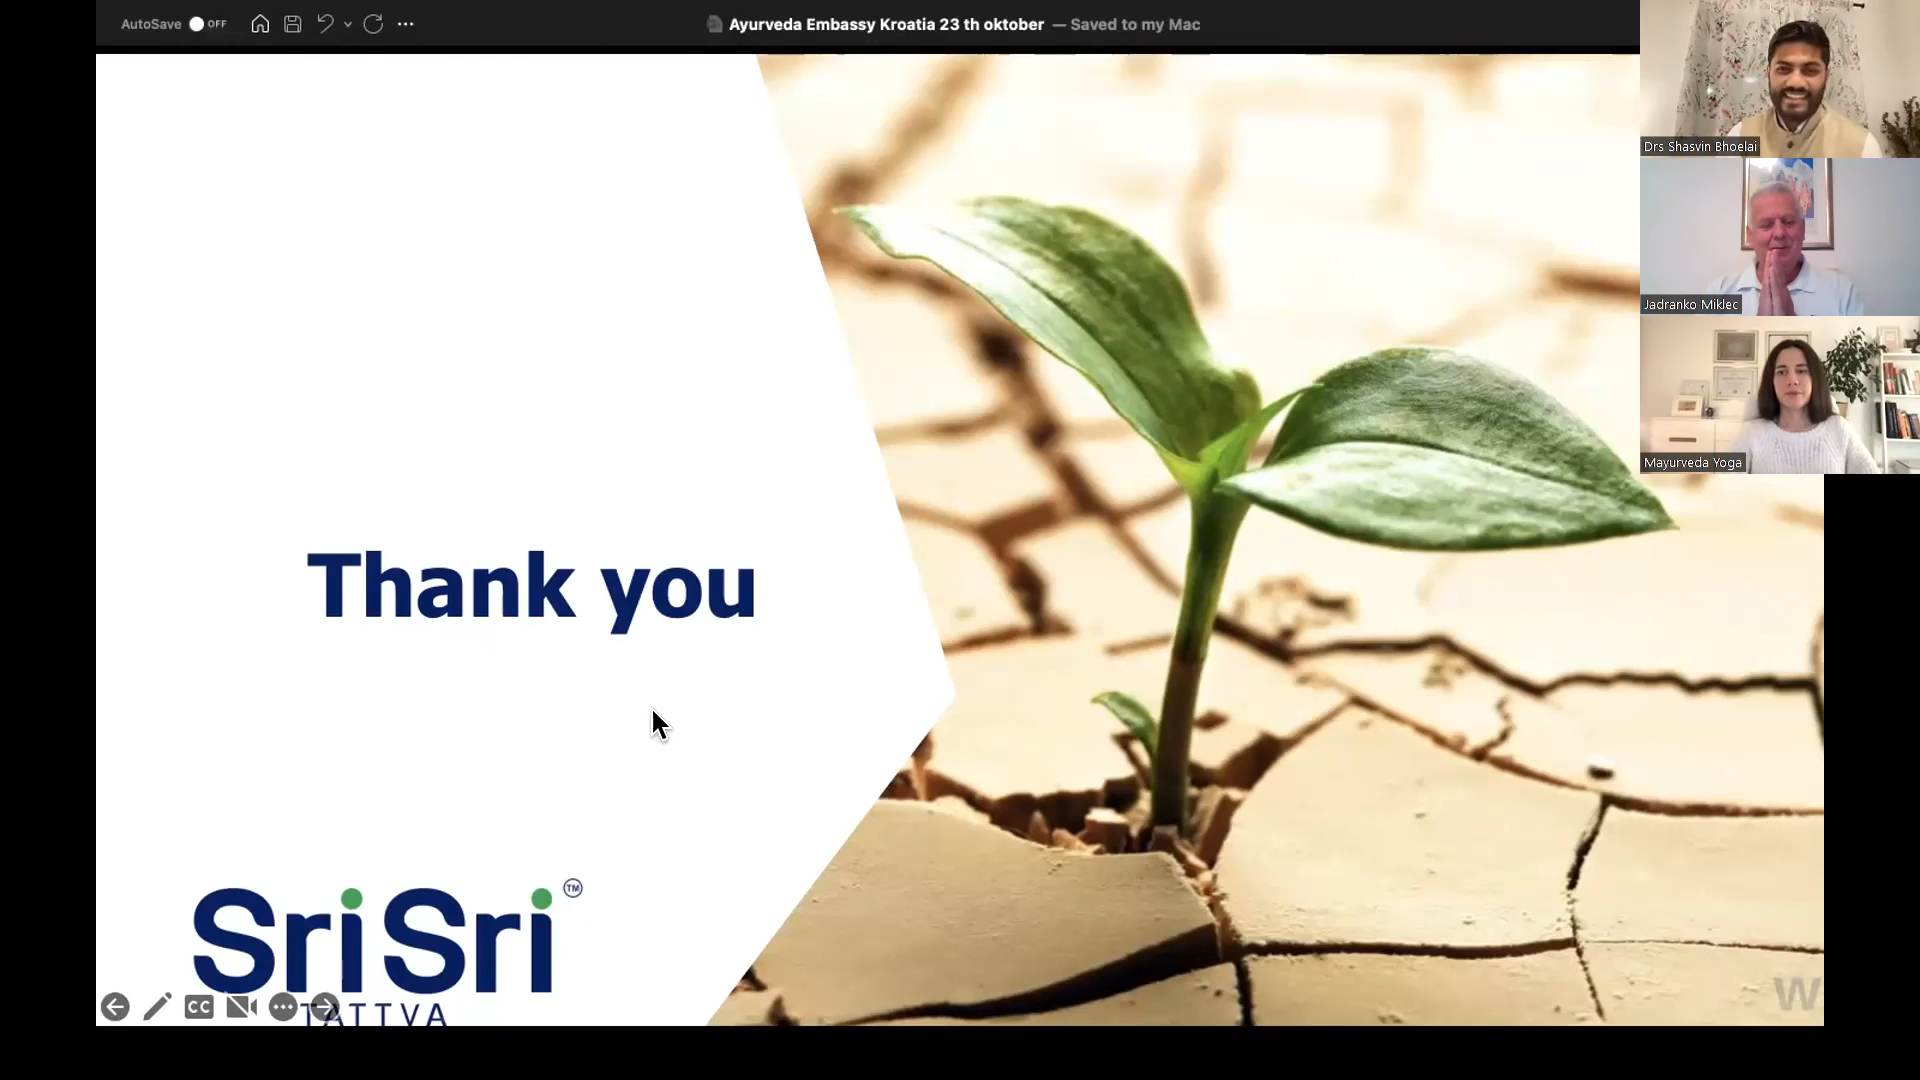 AutoSave OFF
Ayurveda Embassy Kroatia 23 th oktober — Saved to my Mac
Drs Shasvin Bhoelai
Jadranko Miklec
Mayurveda Yoga
Thank you
SriSri TM
TATTVA
CC
W